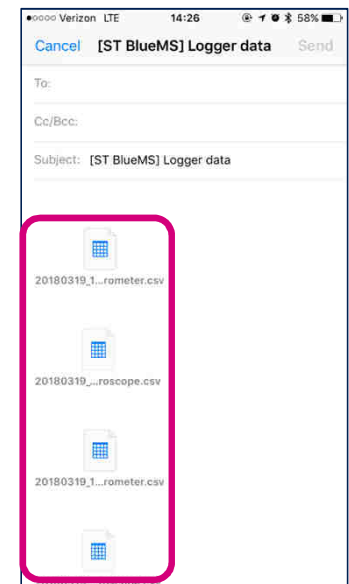 Verizon LTE 14:26 58%
Cancel [ST BlueMS] Logger data Send
To:
Cc/Bcc:
Subject: [ST BlueMS] Logger data
20180319_1...rometer.csv
20180319_...roscope.csv
20180319_1...rometer.csv